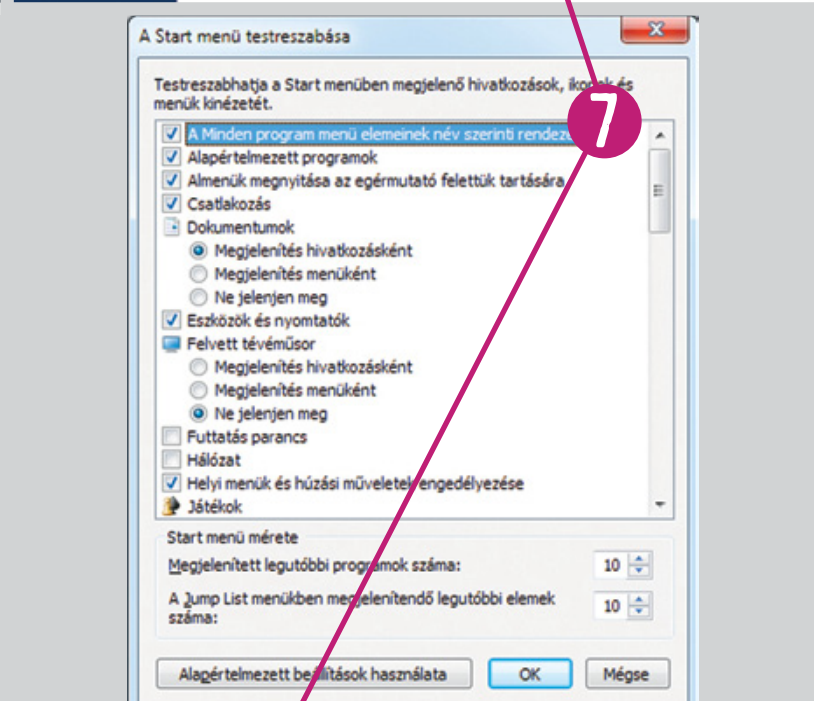 A Start menü testreszabása
Testreszabhatja a Start menüben megjelenő hivatkozások, ikonok és
menük kinézetét.
7
A Minden program menü elemeinek név szerinti
Alapértelmezett programok
Almenük megnyitása az egérmutató felettük tartására
Csatlakozás
Dokumentumok
Megjelenítés hivatkozásként
Megjelenítés menüként
Ne jelenjen meg
Eszközök és nyomtatók
Felvett tévéműsor
Megjelenítés hivatkozásként
Megjelenítés menüként
Ne jelenjen meg
Futtatás parancs
Hálózat
Helyi menük és húzási műveletek engedélyezése
Játékok
Start menü mérete
Megjelenített legutóbbi programok száma: 10
A Jump List menükben megjelenítendő legutóbbi elemek
száma: 10
Alapértelmezett beállítások használata OK Mégse